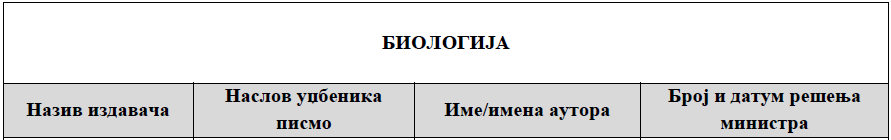 БИОЛОГИЈА
Назив издавача
Наслов уџбеника
писмо
Име/имена аутора
Број и датум решења
министра